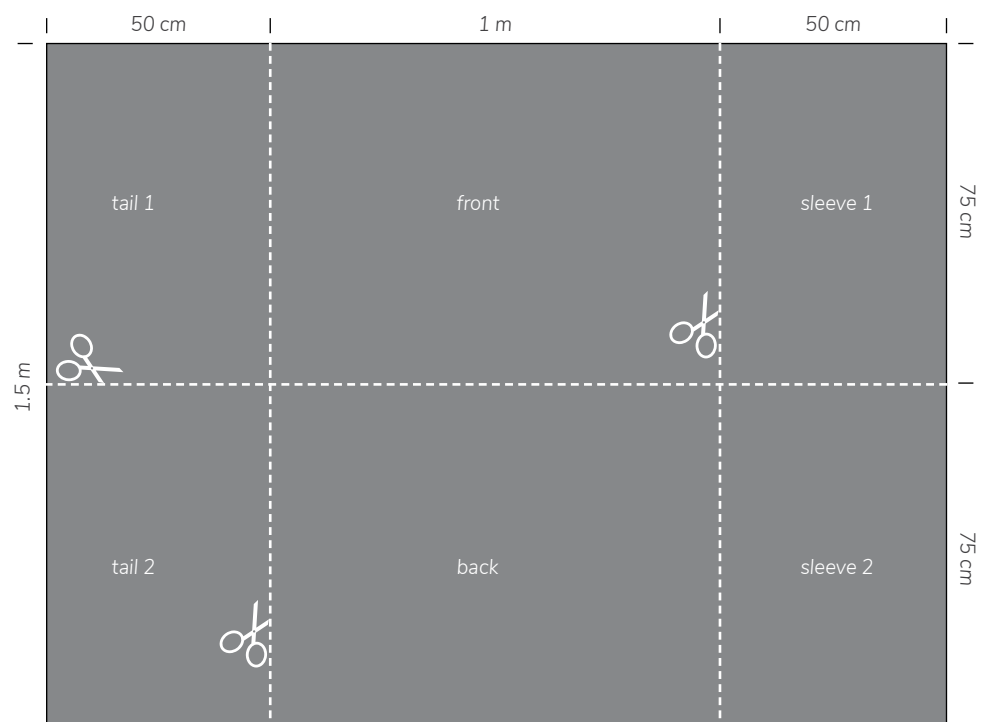 50 cm
1 m
50 cm
tail 1
front
sleeve 1
75 cm
1.5 m
tail 2
back
sleeve 2
75 cm